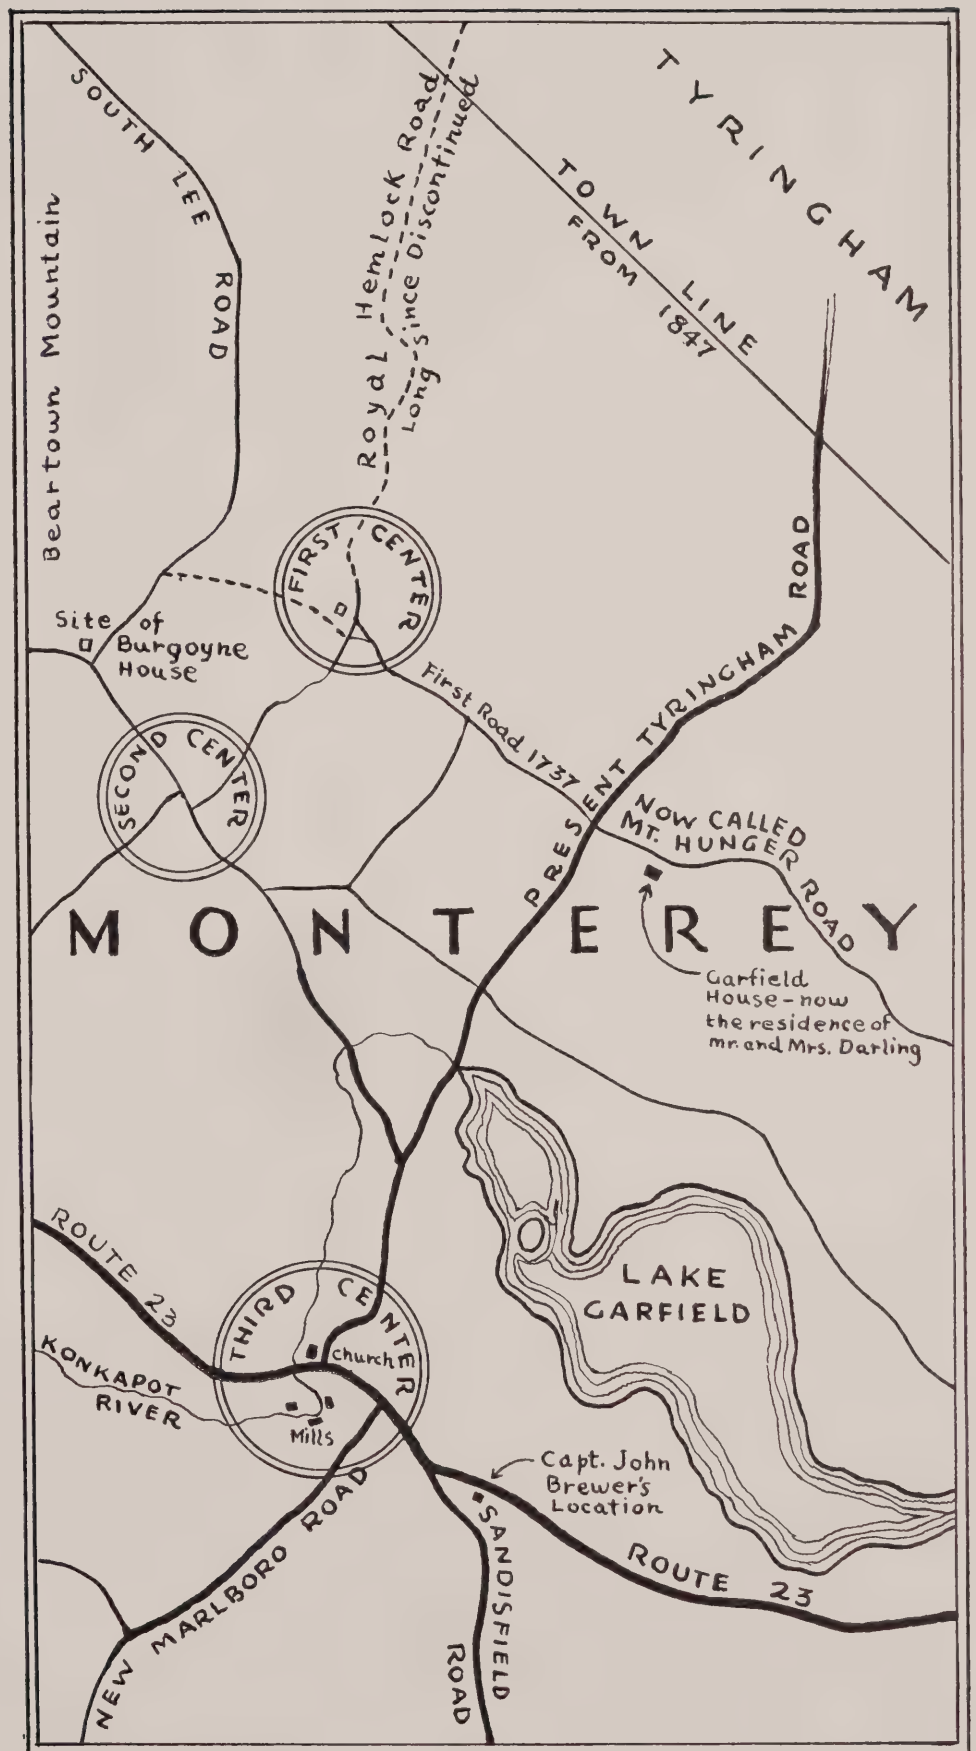 TYRINGHAM
SOUTH LEE ROAD
Royal Hemlock Road
Long Since Discontinued
TOWN LINE
FROM 1847
Beartown Mountain
FIRST CENTER
Site of
Burgoyne
House
SECOND CENTER
First Road 1737
PRESENT TYRINGHAM ROAD
NOW CALLED
MT. HUNGER ROAD
MONTEREY
Garfield
House - now
the residence of
mr. and Mrs. Darling
ROUTE 23
KONKAPOT
RIVER
THIRD CENTER
church
Mills
LAKE
GARFIELD
Capt. John
Brewer's
Location
ROUTE 23
NEW MARLBORO ROAD
SANDISFIELD
ROAD